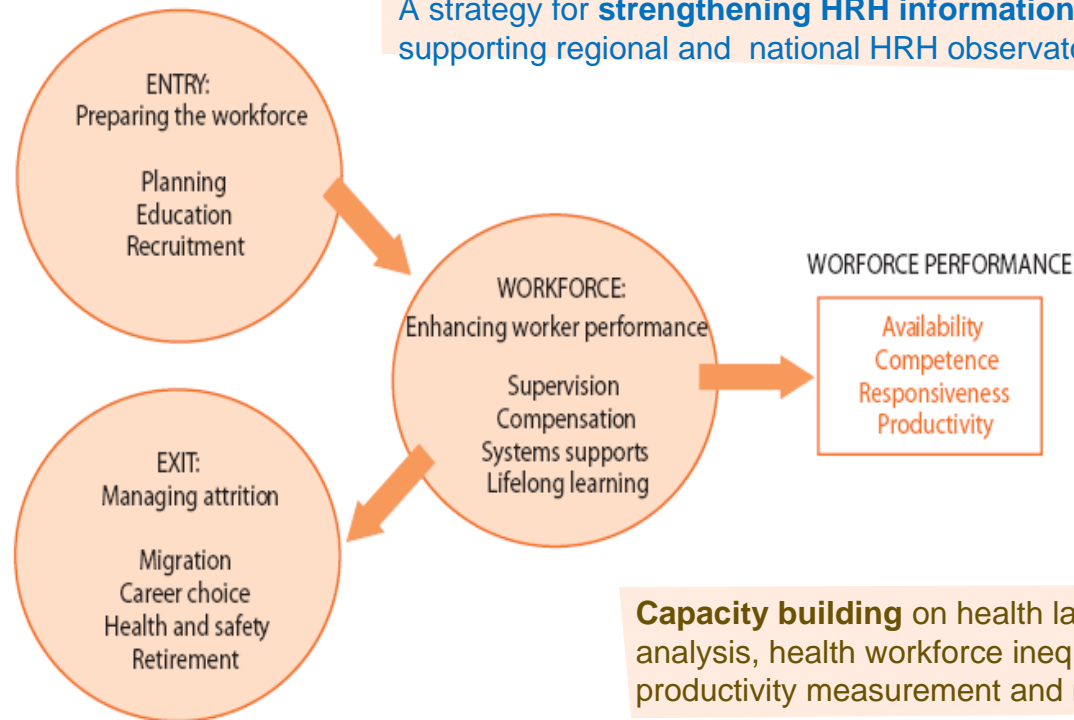 A strategy for strengthening HRH information
supporting regional and national HRH
ENTRY:
Preparing the workforce
Planning
Education
Recruitment
WORKFORCE:
Enhancing worker performance
Supervision
Compensation
Systems supports
Lifelong learning
WORFORCE PERFORMANCE
Availability
Competence
Responsiveness
Productivity
EXIT:
Managing attrition
Migration
Career choice
Health and safety
Retirement
Capacity building on health
analysis, health workforce
productivity measurement and